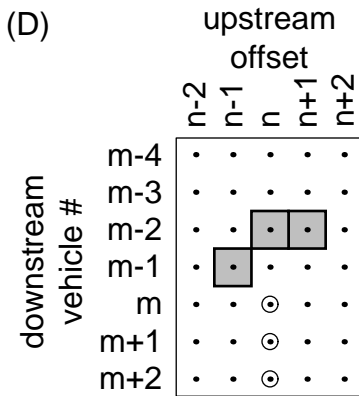 (D)
upstream
offset
n-2
n-1
n
n+1
n+2
downstream
vehicle #
m-4
m-3
m-2
m-1
m
m+1
m+2